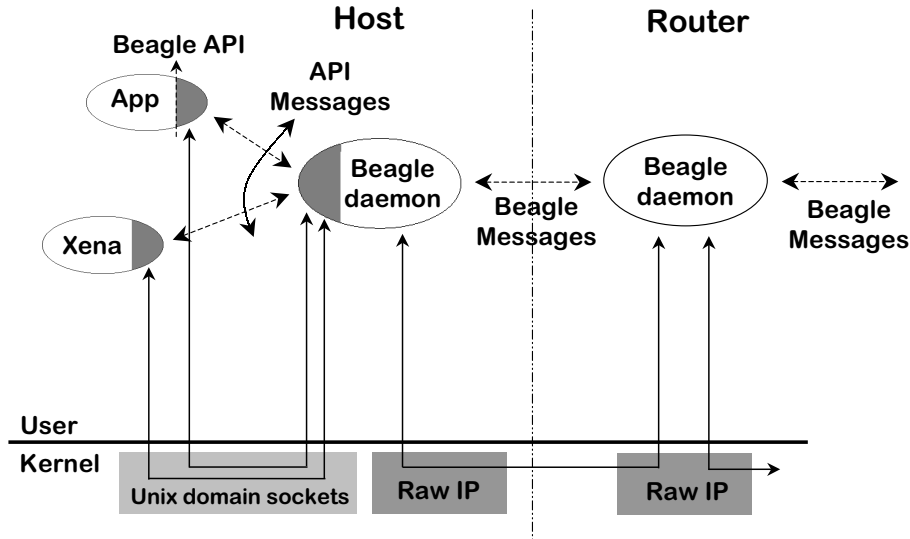 Host
Router
Beagle API
App
API
Messages
Beagle
daemon
Beagle
daemon
Beagle
Messages
Beagle
Messages
Xena
User
Kernel
Unix domain sockets
Raw IP
Raw IP